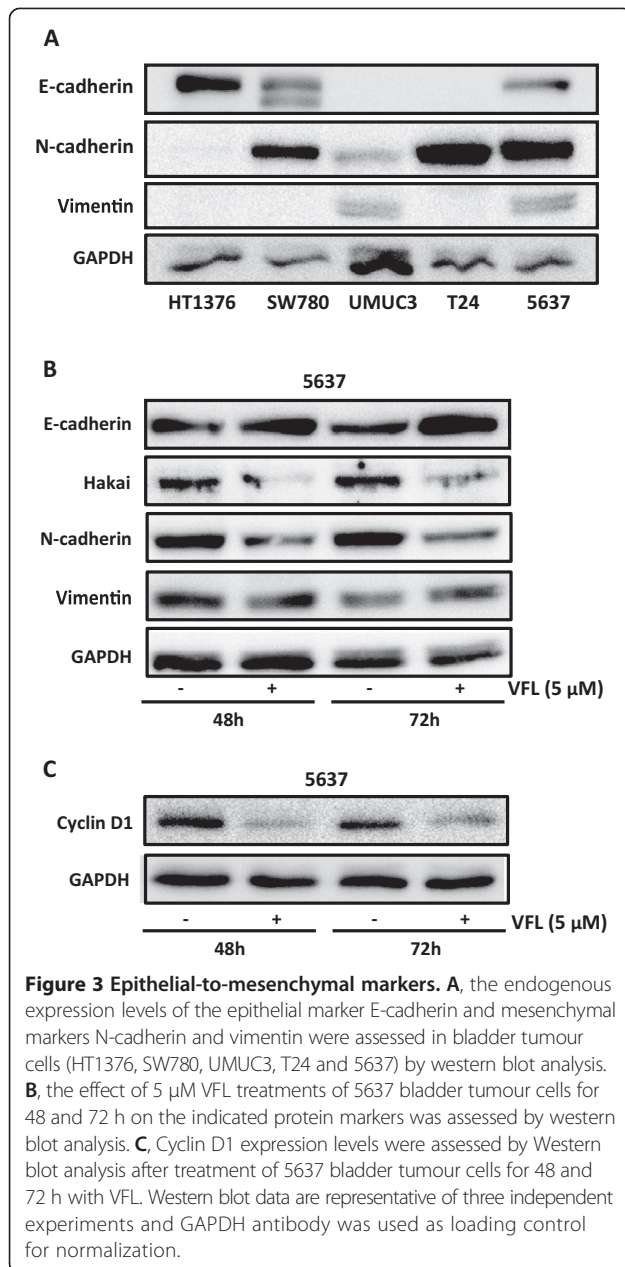 A
E-cadherin
N-cadherin
Vimentin
GAPDH
HT1376 SW780 UMUC3 T24 5637
B
5637
E-cadherin
Hakai
N-cadherin
Vimentin
GAPDH
- + - + VFL (5 µM)
48h 72h
C
5637
Cyclin D1
GAPDH
- + - + VFL (5 µM)
48h 72h
Figure 3 Epithelial-to-mesenchymal markers. A, the endogenous
expression levels of the epithelial marker E-cadherin and mesenchymal
markers N-cadherin and vimentin were assessed in bladder tumour
cells (HT1376, SW780, UMUC3, T24 and 5637) by western blot analysis.
B, the effect of 5 µM VFL treatments of 5637 bladder tumour cells for
48 and 72 h on the indicated protein markers was assessed by western
blot analysis. C, Cyclin D1 expression levels were assessed by Western
blot analysis after treatment of 5637 bladder tumour cells for 48 and
72 h with VFL. Western blot data are representative of three independent
experiments and GAPDH antibody was used as loading control
for normalization.